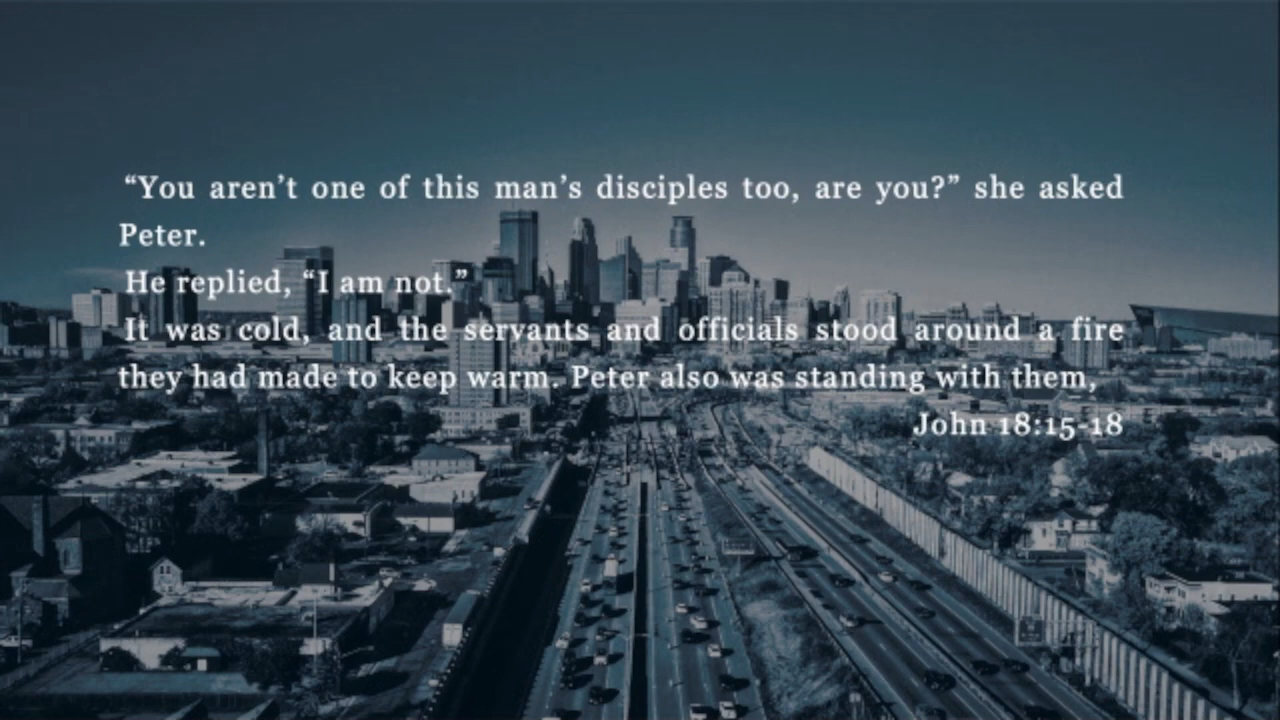 “You aren’t one of this man’s disciples too, are you?” she asked
Peter.
He replied, “I am not.”
It was cold, and the servants and officials stood around a fire
they had made to keep warm. Peter also was standing with them,
John 18:15-18